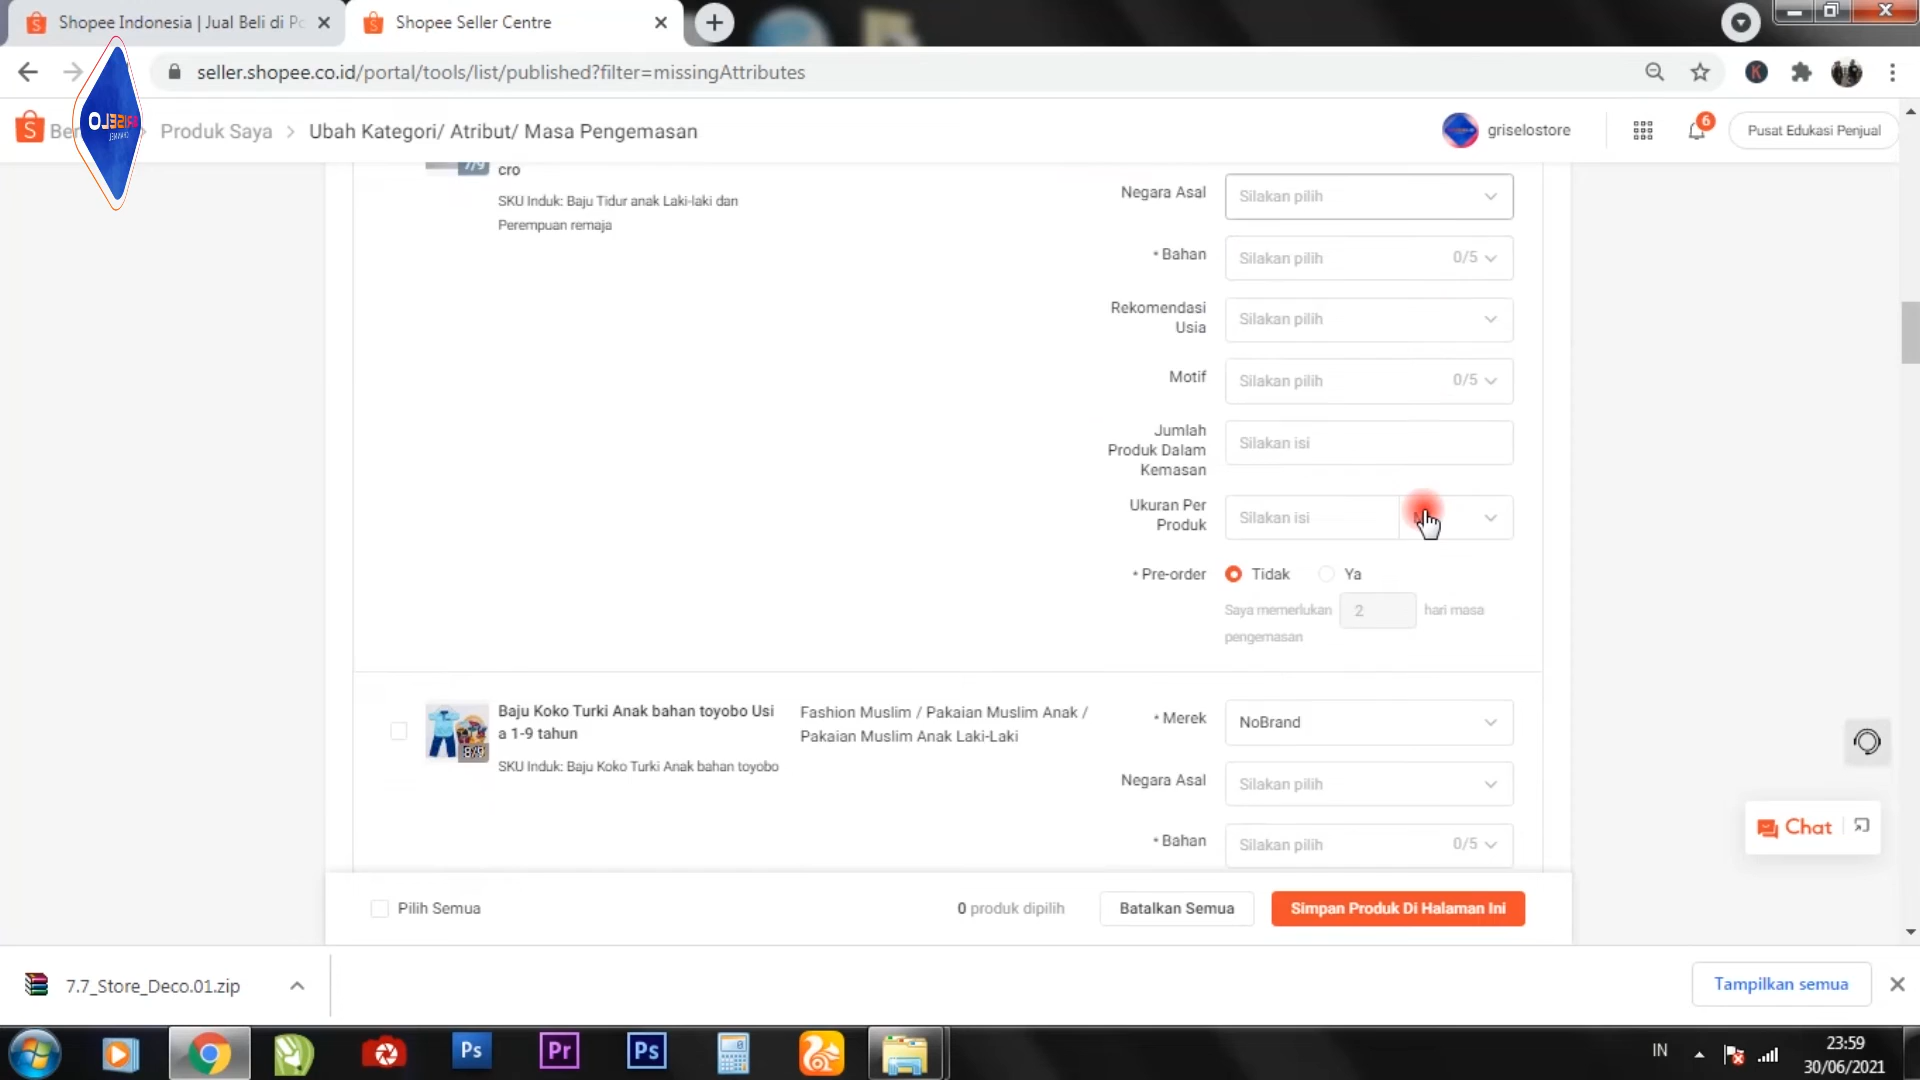 Shopee Indonesia | Jual Beli di Po
Shopee Seller Centre
seller.shopee.co.id/portal/tools/list/published?filter=missingAttributes
K
Produk Saya > Ubah Kategori/ Atribut/ Masa Pengemasan
griselostore
6
Pusat Edukasi Penjual
7/9
cro
SKU Induk: Baju Tidur anak Laki-laki dan
Perempuan remaja
Negara Asal
Silakan pilih
* Bahan
Silakan pilih
0/5
Rekomendasi
Usia
Silakan pilih
Motif
Silakan pilih
0/5
Jumlah
Produk Dalam
Kemasan
Silakan isi
Ukuran Per
Produk
Silakan isi
* Pre-order
Tidak
Ya
Saya memerlukan 2 hari masa
pengemasan
Baju Koko Turki Anak bahan toyobo Usi
a 1-9 tahun
SKU Induk: Baju Koko Turki Anak bahan toyobo
Fashion Muslim / Pakaian Muslim Anak /
Pakaian Muslim Anak Laki-Laki
* Merek
NoBrand
Negara Asal
Silakan pilih
* Bahan
Silakan pilih
0/5
Chat
Pilih Semua
0 produk dipilih
Batalkan Semua
Simpan Produk Di Halaman Ini
7.7_Store_Deco.01.zip
Tampilkan semua
Ps
Pr
Ps
IN
23:59
30/06/2021